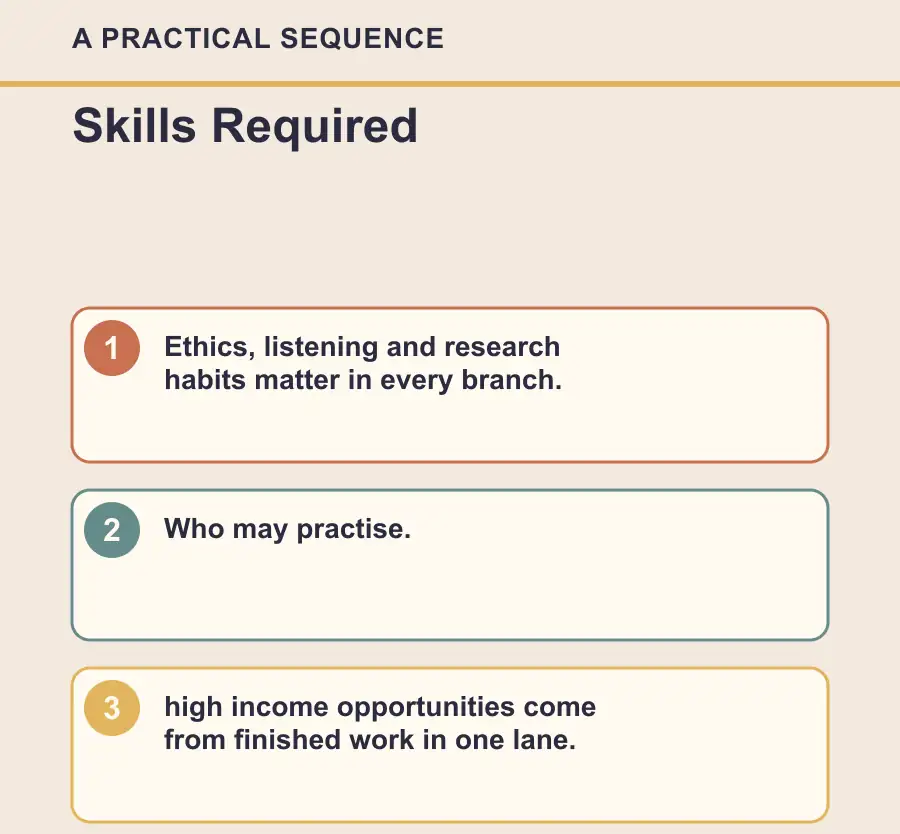 A PRACTICAL SEQUENCE
Skills Required
1
Ethics, listening and research
habits matter in every branch.
2
Who may practise.
3
high income opportunities come
from finished work in one lane.